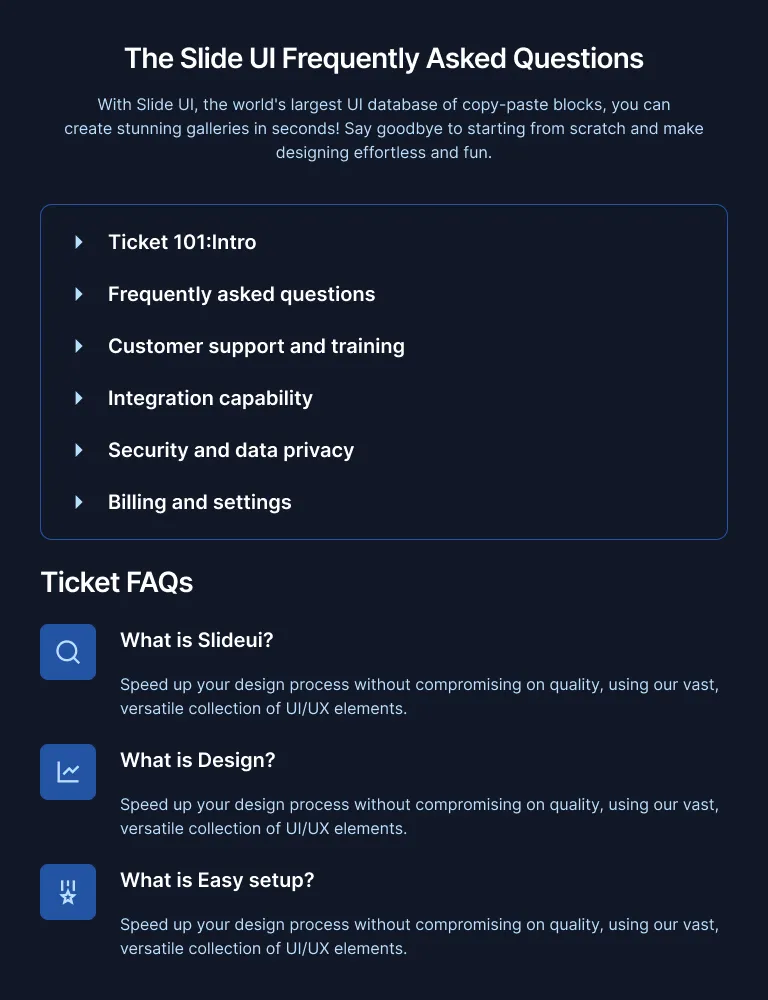 The Slide UI Frequently Asked Questions
With Slide UI, the world's largest UI database of copy-paste blocks, you can
create stunning galleries in seconds! Say goodbye to starting from scratch and make
designing effortless and fun.
Ticket 101:Intro
Frequently asked questions
Customer support and training
Integration capability
Security and data privacy
Billing and settings
Ticket FAQs
What is Slideui?
Speed up your design process without compromising on quality, using our vast,
versatile collection of UI/UX elements.
What is Design?
Speed up your design process without compromising on quality, using our vast,
versatile collection of UI/UX elements.
What is Easy setup?
Speed up your design process without compromising on quality, using our vast,
versatile collection of UI/UX elements.